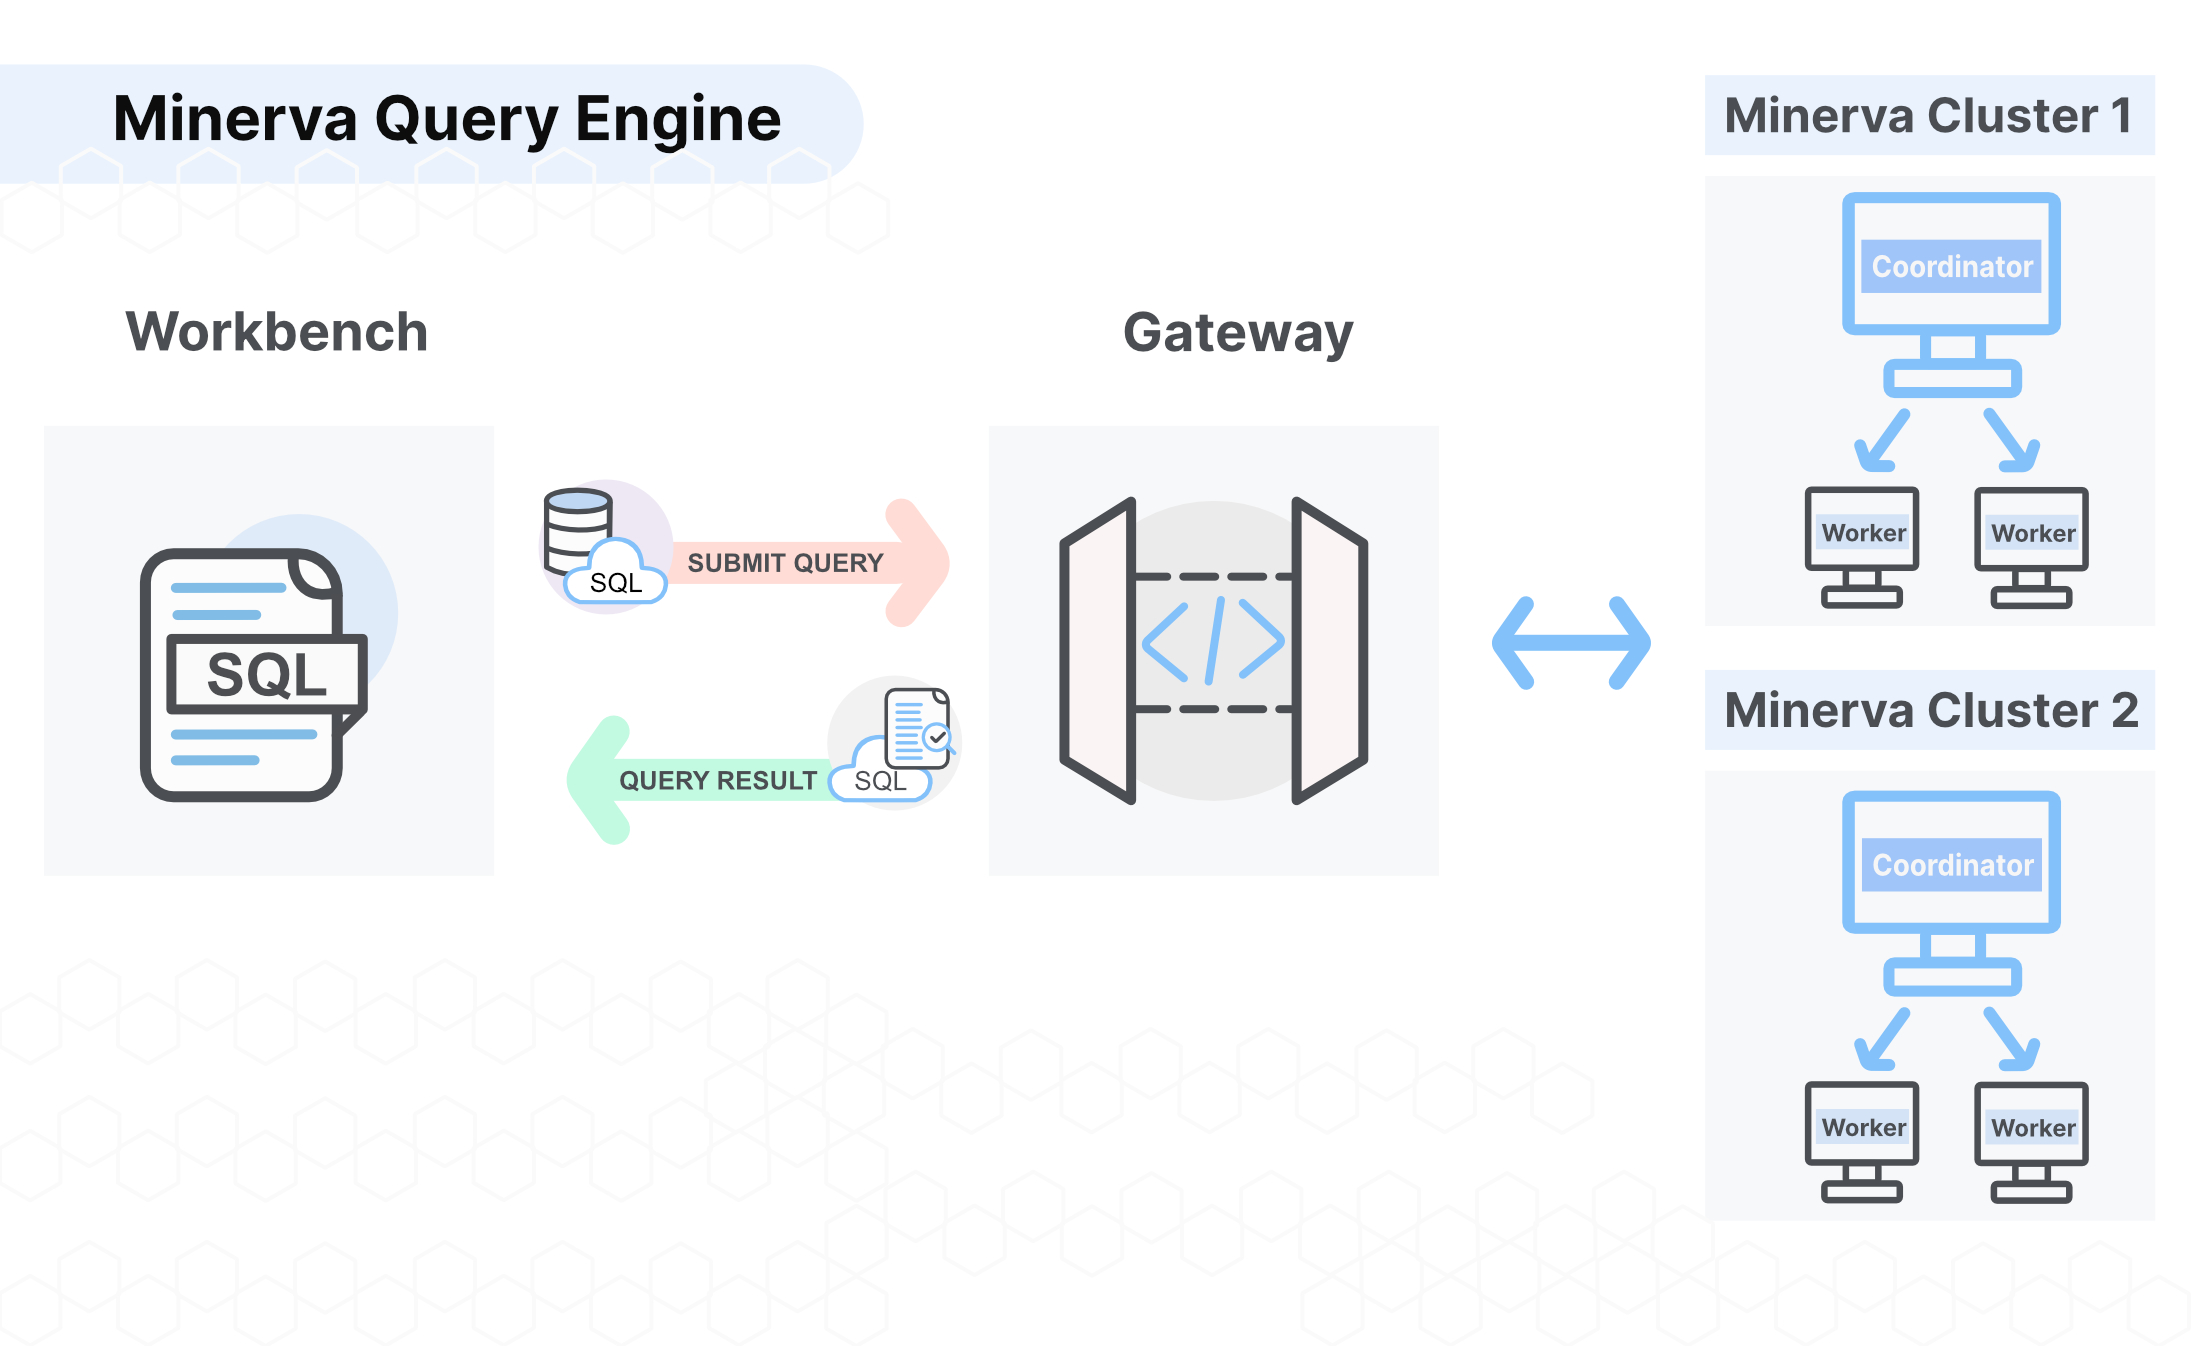 Minerva Query Engine
Workbench
SQL
SQL
SUBMIT QUERY
QUERY RESULT
SQL
Gateway
</>
Minerva Cluster 1
Coordinator
Worker
Worker
Minerva Cluster 2
Coordinator
Worker
Worker